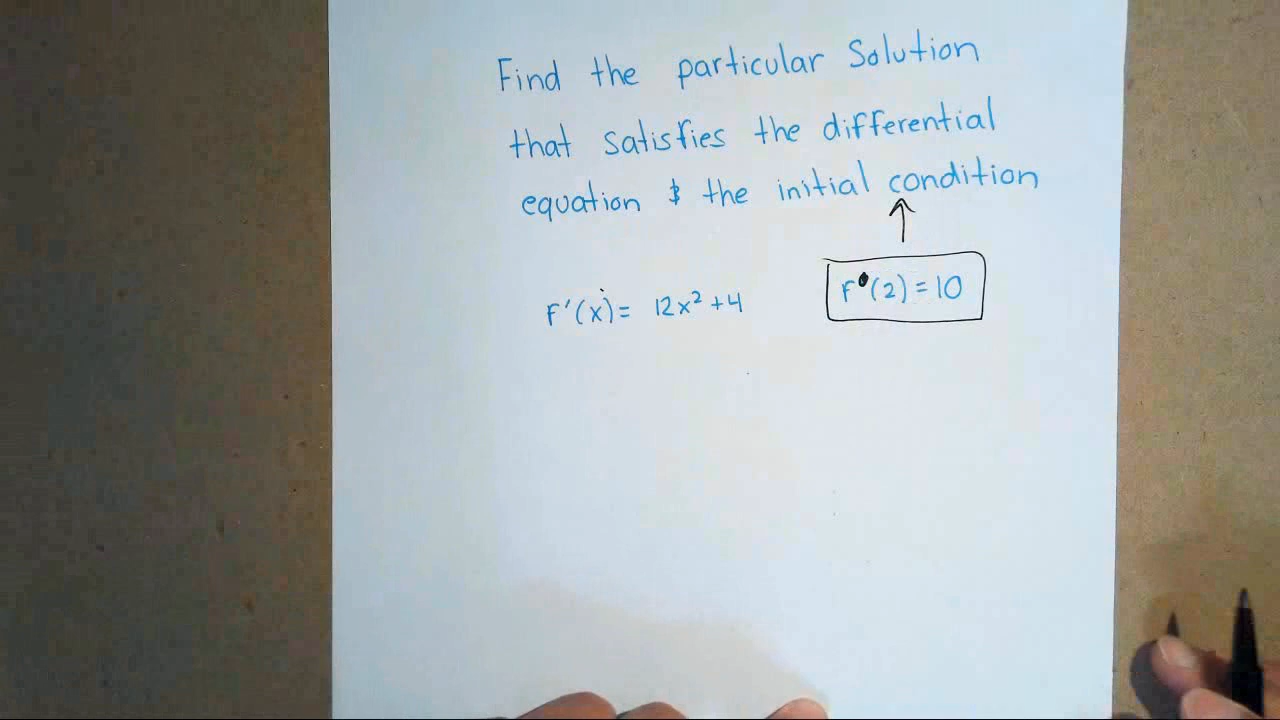 Find the particular Solution
that satisfies the differential
equation & the initial condition
F'(x) = 12x² + 4
F (2) = 10